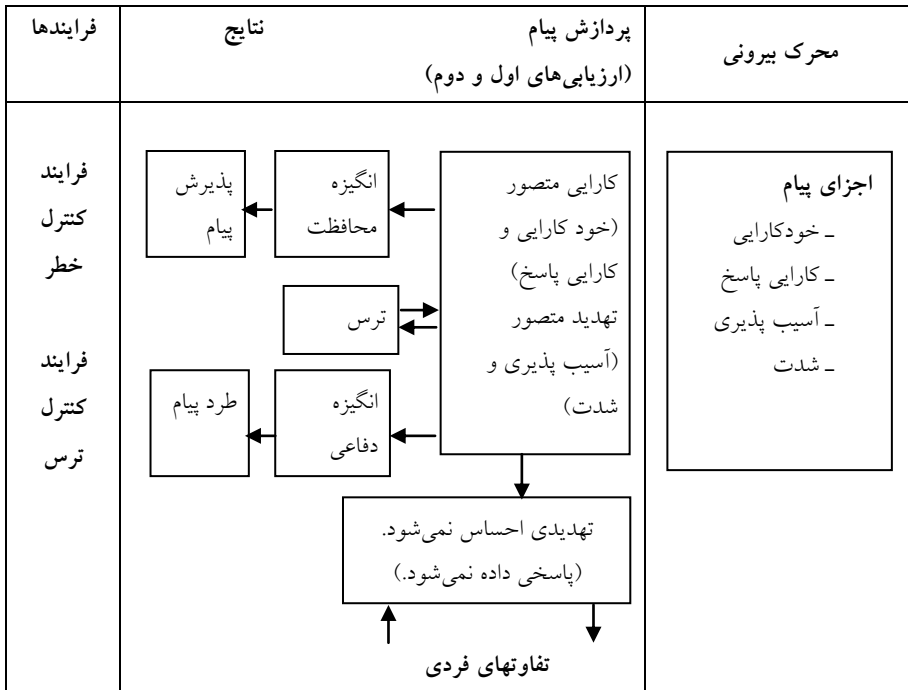 محرک بیرونی
پردازش پیام
(ارزیابی‌های اول و دوم)
نتایج
فرایندها
اجزای پیام
ـ خودکارایی
ـ کارایی پاسخ
ـ آسیب پذیری
ـ شدت
کارایی متصور
(خود کارایی و
کارایی پاسخ)
تهدید متصور
(آسیب پذیری و
شدت)
انگیزه
محافظت
پذیرش
پیام
ترس
انگیزه
دفاعی
طرد پیام
تهدیدی احساس نمی‌شود.
(پاسخی داده نمی‌شود.)
تفاوتهای فردی
فرایند
کنترل
خطر
فرایند
کنترل
ترس